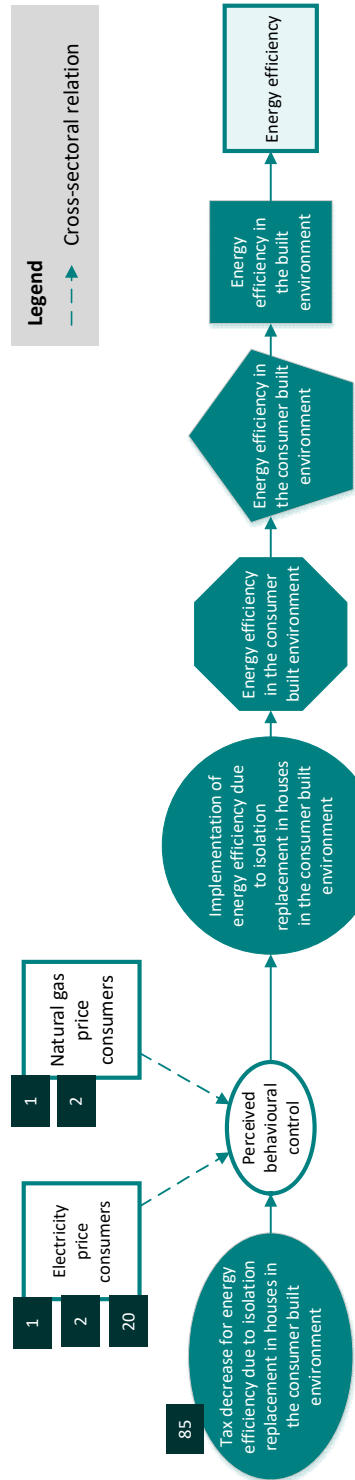 Legend
Cross-sectoral relation
1
2
20
Electricity
price
consumers
1
2
Natural gas
price
consumers
85
Tax decrease for energy
efficiency due to isolation
replacement in houses in
the consumer built
environment
Perceived
behavioural
control
Implementation of
energy efficiency due
to isolation
replacement in houses
in the consumer built
environment
Energy efficiency
in the consumer
built environment
Energy efficiency in
the consumer built
environment
Energy
efficiency in
the built
environment
Energy efficiency